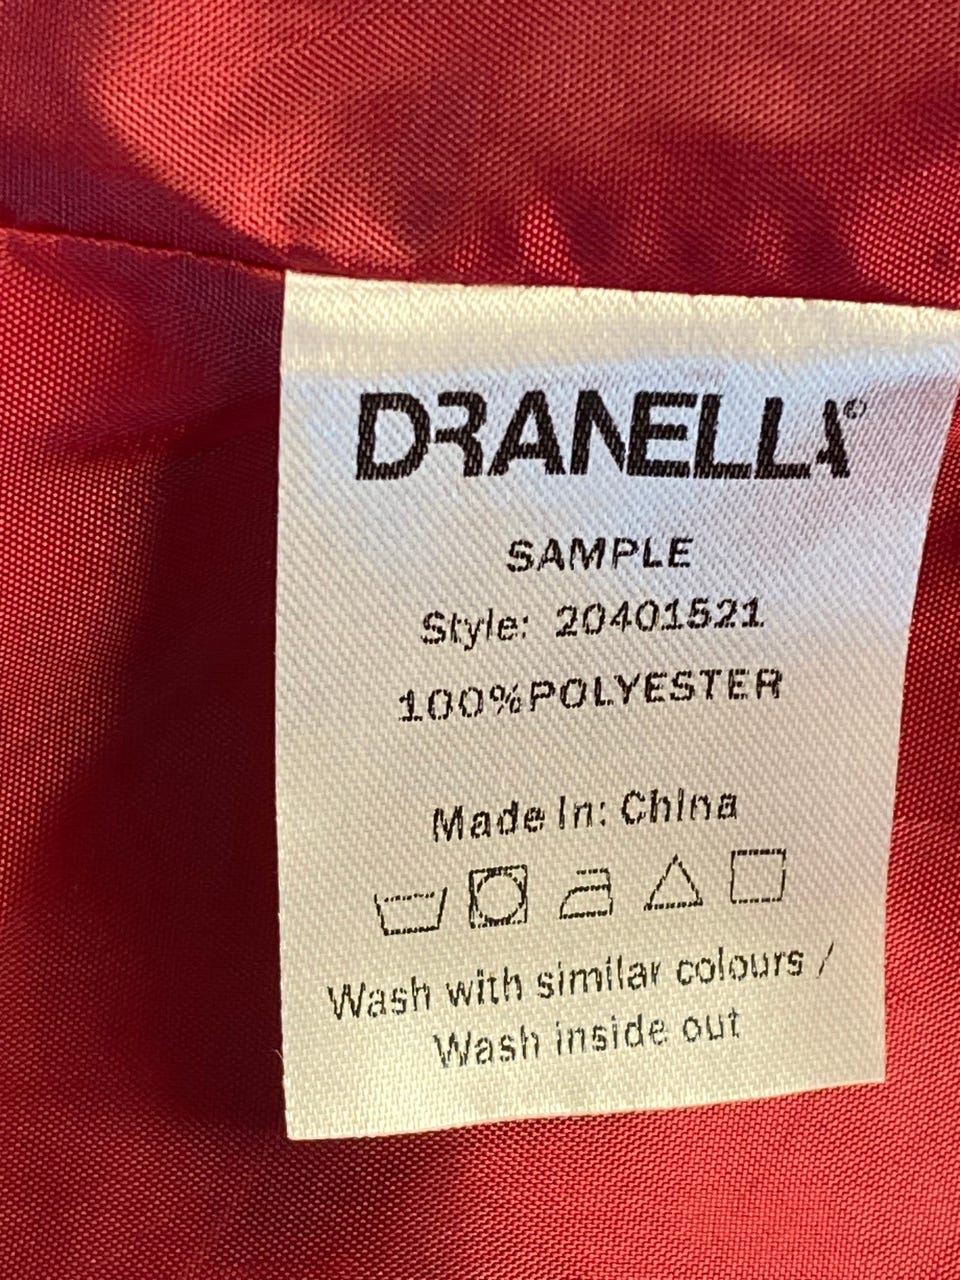 DRANELLA©
SAMPLE
Style: 20401521
100%POLYESTER
Made In: China
Wash with similar colours /
Wash inside out